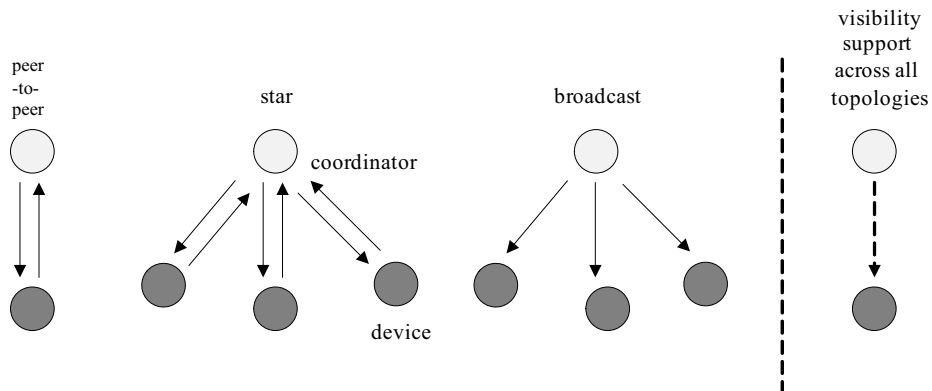 peer
-to-
peer
star
coordinator
device
broadcast
visibility
support
across all
topologies